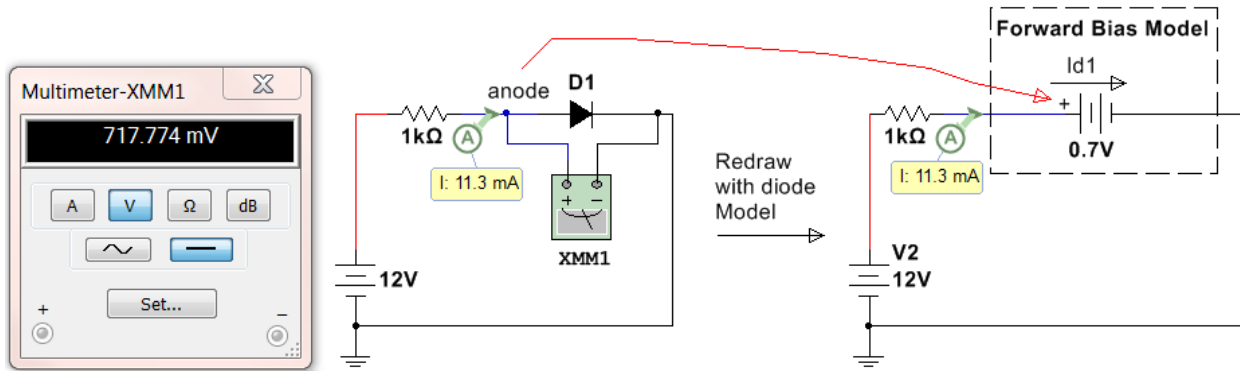 Multimeter-XMM1
X
717.774 mV
A V Ω dB
Set...
+ −
anode
D1
1kΩ
A
I: 11.3 mA
+ −
XMM1
12V
Redraw
with diode
Model
Forward Bias Model
Id1
+
0.7V
1kΩ
A
I: 11.3 mA
V2
12V